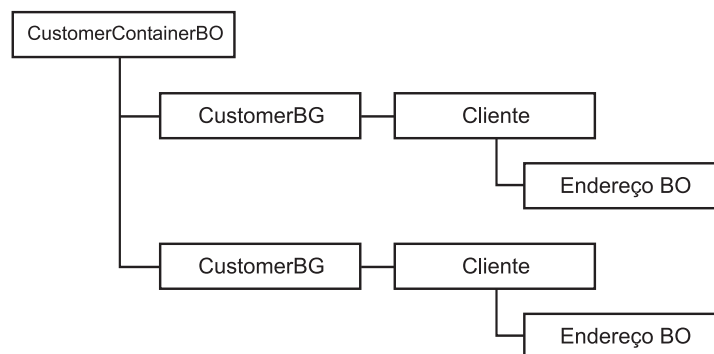 CustomerContainerBO
CustomerBG
Cliente
Endereço BO
CustomerBG
Cliente
Endereço BO